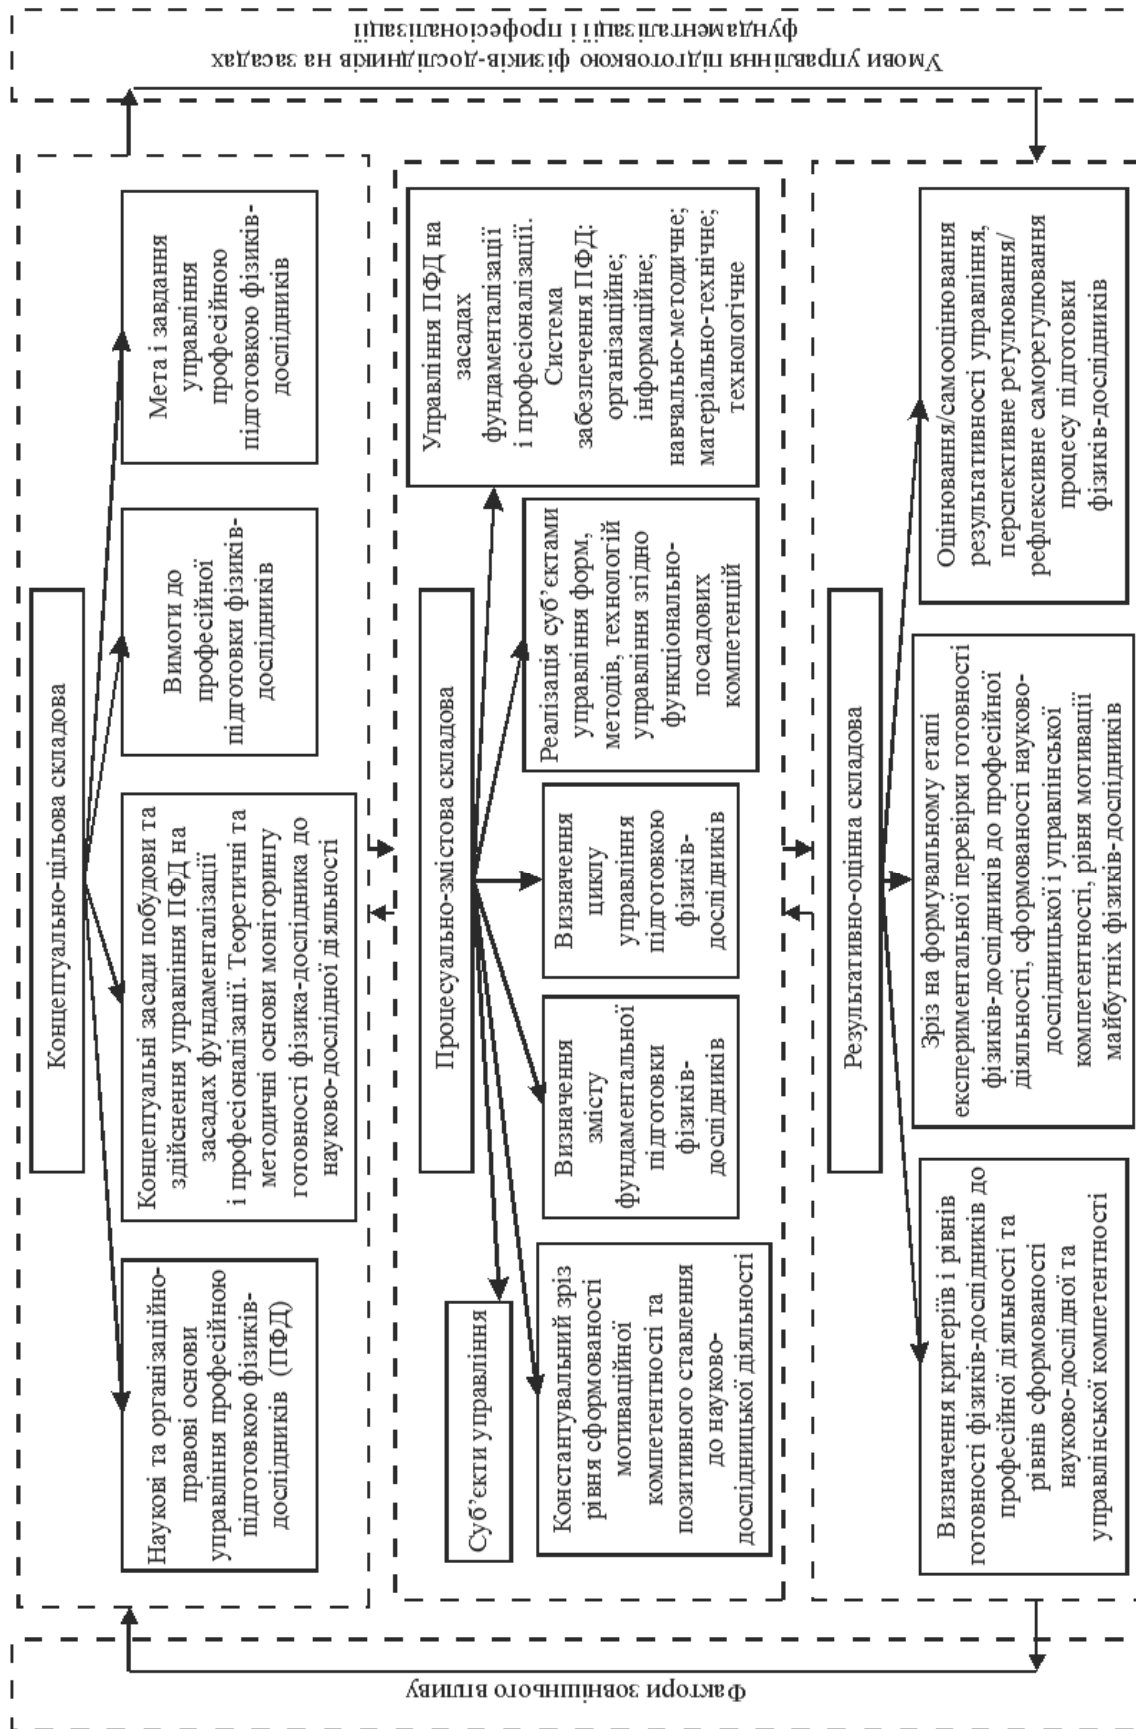 Фактори зовнішнього впливу
Концептуально-цільова складова
Наукові та організаційно-
правові основи
управління професійною
підготовкою фізиків-
дослідників (ПФД)
Концептуальні засади побудови та
здійснення управління ПФД на
засадах фундаменталізації
і професіоналізації. Теоретичні та
методичні основи моніторингу
готовності фізика-дослідника до
науково-дослідної діяльності
Вимоги до
професійної
підготовки фізиків-
дослідників
Мета і завдання
управління
професійною
підготовкою фізиків-
дослідників
Процесуально-змістова складова
Суб’єкти управління
Константувальний зріз
рівня сформованості
мотиваційної
компетентності та
позитивного ставлення
до науково-
дослідницької діяльності
Визначення
змісту
фундаментальної
підготовки
фізиків-
дослідників
Визначення
циклу
управління
підготовкою
фізиків-
дослідників
Реалізація суб’єктами
управління форм,
методів, технологій
управління згідно
функціонально-
посадових
компетенцій
Управління ПФД на
засадах
фундаменталізації
і професіоналізації.
Система
забезпечення ПФД:
організаційне;
інформаційне;
навчально-методичне;
матеріально-технічне;
технологічне
Результативно-оцінна складова
Визначення критеріїв і рівнів
готовності фізиків-дослідників до
професійної діяльності та
рівнів сформованості
науково-дослідної та
управлінської компетентності
Зріз на формувальному етапі
експериментальної перевірки готовності
фізиків-дослідників до професійної
діяльності, сформованості науково-
дослідницької і управлінської
компетентності, рівня мотивації
майбутніх фізиків-дослідників
Оцінювання/самооцінювання
результативності управління,
перспективне регулювання/
рефлексивне саморегулювання
процесу підготовки
фізиків-дослідників
Умови управління підготовкою фізиків-дослідників на засадах
фундаменталізації і професіоналізації